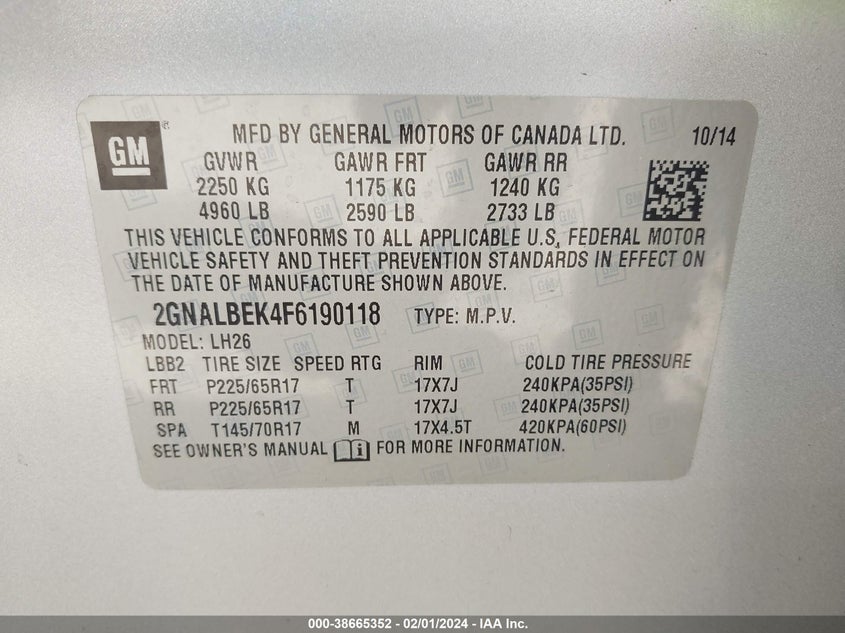 GM
MFD BY GENERAL MOTORS OF CANADA LTD. 10/14
GVWR GAWR FRT GAWR RR
2250 KG 1175 KG 1240 KG
4960 LB 2590 LB 2733 LB
THIS VEHICLE CONFORMS TO ALL APPLICABLE U.S. FEDERAL MOTOR
VEHICLE SAFETY AND THEFT PREVENTION STANDARDS IN EFFECT ON
THE DATE OF MANUFACTURE SHOWN ABOVE.
2GNALBEK4F6190118 TYPE: M.P.V.
MODEL: LH26
LBB2 TIRE SIZE SPEED RTG RIM COLD TIRE PRESSURE
FRT P225/65R17 T 17X7J 240KPA(35PSI)
RR P225/65R17 T 17X7J 240KPA(35PSI)
SPA T145/70R17 M 17X4.5T 420KPA(60PSI)
SEE OWNER'S MANUAL FOR MORE INFORMATION.
000-38665352 - 02/01/2024 - IAA Inc.